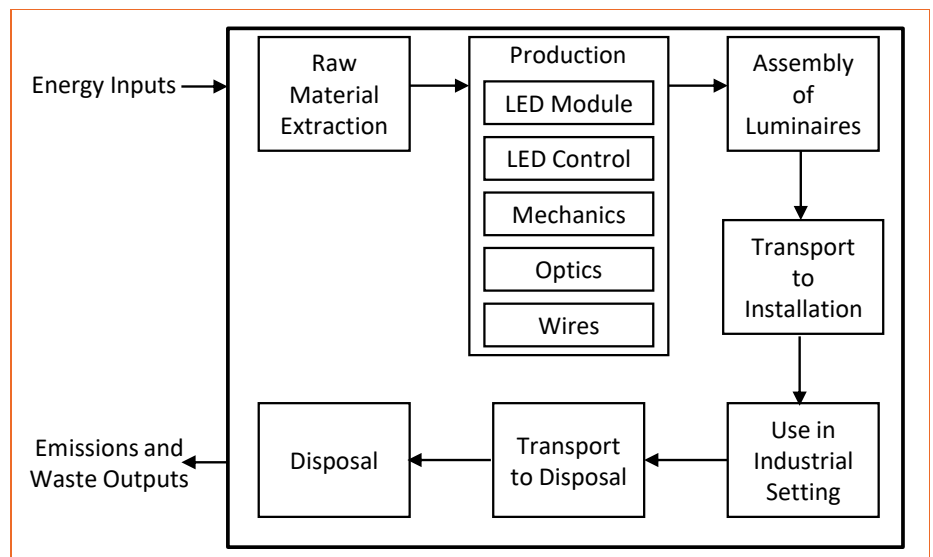 Energy Inputs
Raw
Material
Extraction
Production
LED Module
LED Control
Mechanics
Optics
Wires
Assembly
of
Luminaires
Transport
to
Installation
Use in
Industrial
Setting
Transport
to Disposal
Disposal
Emissions and
Waste Outputs